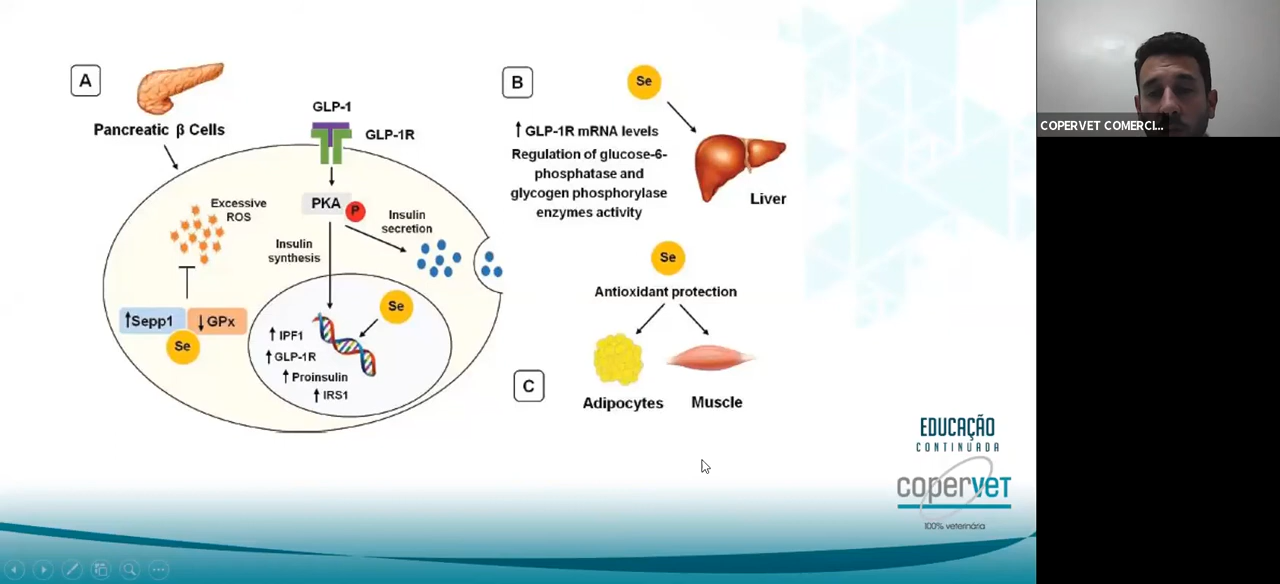 A
Pancreatic β Cells
GLP-1
GLP-1R
PKA
P
Excessive
ROS
Insulin
secretion
Insulin
synthesis
↑Sepp1
↓GPx
Se
Se
↑ IPF1
↑ GLP-1R
↑ Proinsulin
↑ IRS1
B
Se
↑ GLP-1R mRNA levels
Regulation of glucose-6-
phosphatase and
glycogen phosphorylase
enzymes activity
Liver
C
Se
Antioxidant protection
Adipocytes
Muscle
EDUCAÇÃO
CONTINUADA
copervet
100% veterinária
COPERVET COMERCI...